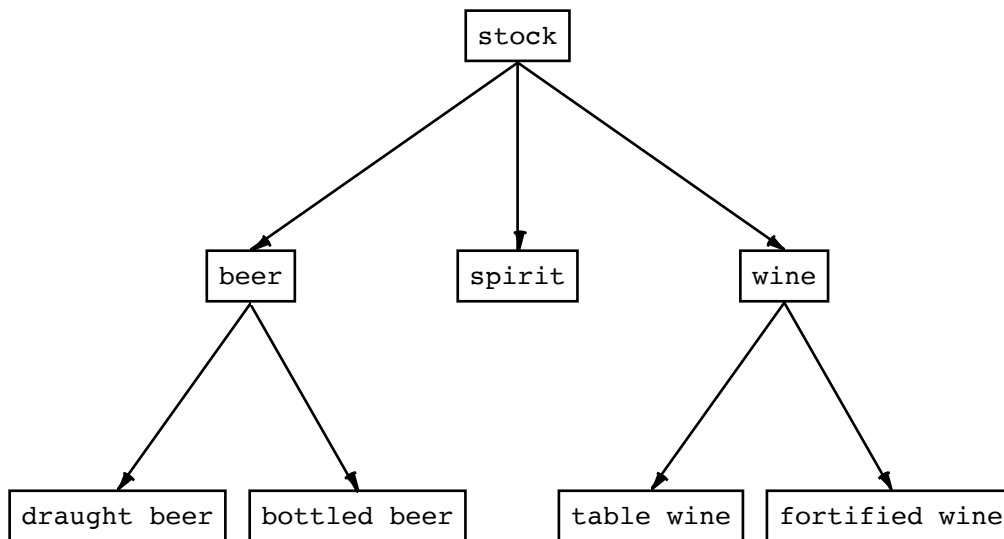 stock
beer
spirit
wine
draught beer
bottled beer
table wine
fortified wine